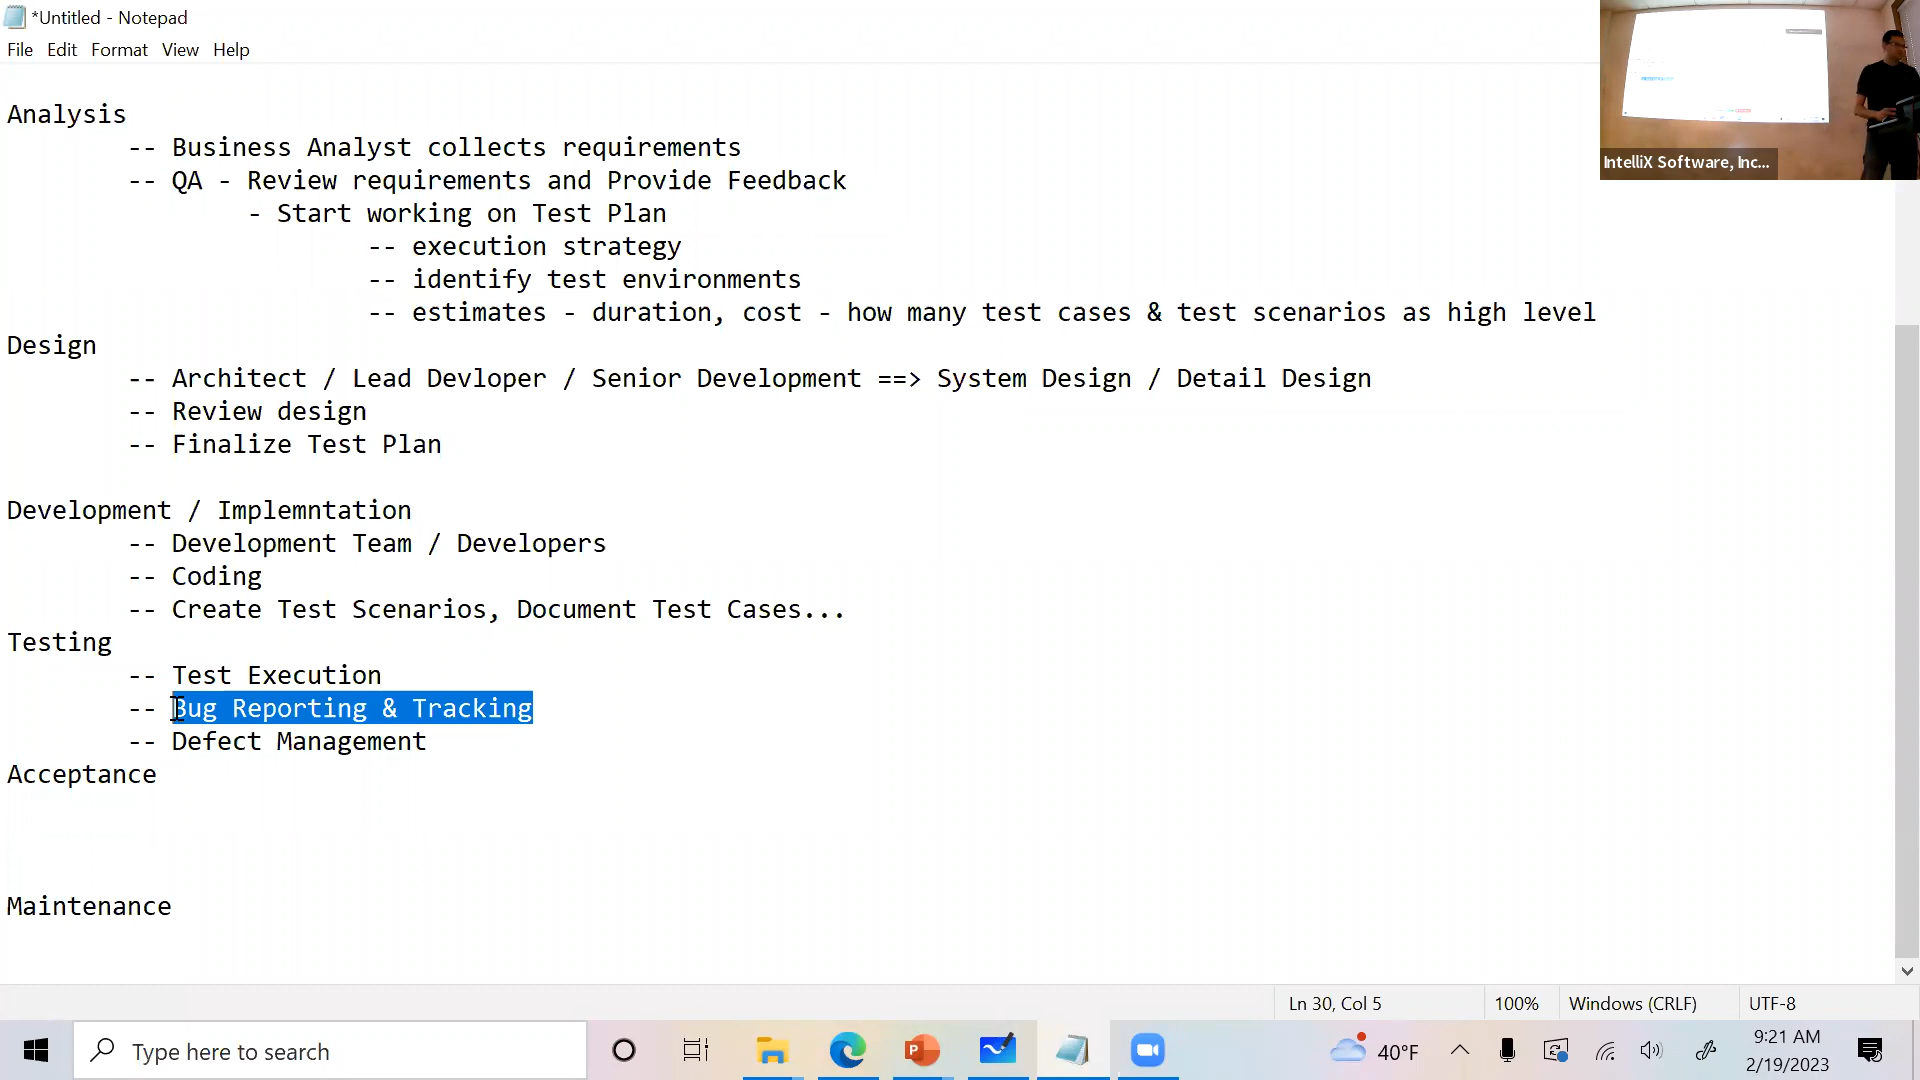 *Untitled - Notepad
File Edit Format View Help
IntelliX Software, Inc...
Analysis
-- Business Analyst collects requirements
-- QA - Review requirements and Provide Feedback
- Start working on Test Plan
-- execution strategy
-- identify test environments
-- estimates - duration, cost - how many test cases & test scenarios as high level
Design
-- Architect / Lead Devloper / Senior Development ==> System Design / Detail Design
-- Review design
-- Finalize Test Plan
Development / Implemntation
-- Development Team / Developers
-- Coding
-- Create Test Scenarios, Document Test Cases...
Testing
-- Test Execution
-- Bug Reporting & Tracking
-- Defect Management
Acceptance
Maintenance
Ln 30, Col 5 100% Windows (CRLF) UTF-8
Type here to search
40°F
9:21 AM
2/19/2023